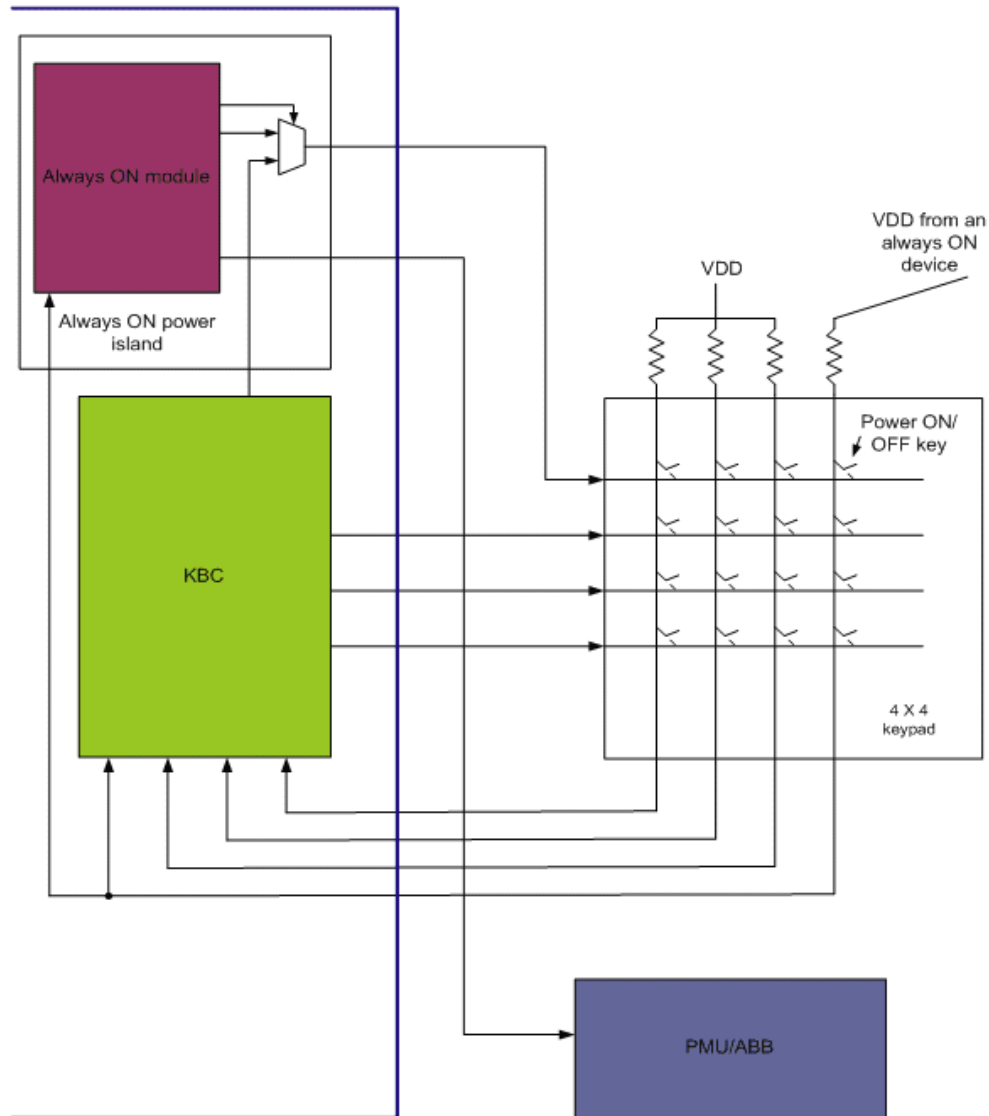 Always ON module
Always ON power
island
VDD from an
always ON
device
VDD
Power ON/
OFF key
KBC
4 X 4
keypad
PMU/ABB